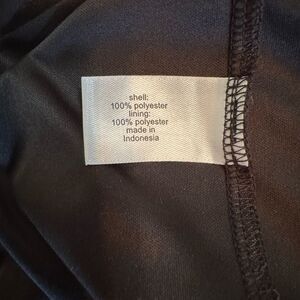 shell:
100% polyester
lining:
100% polyester
made in
Indonesia